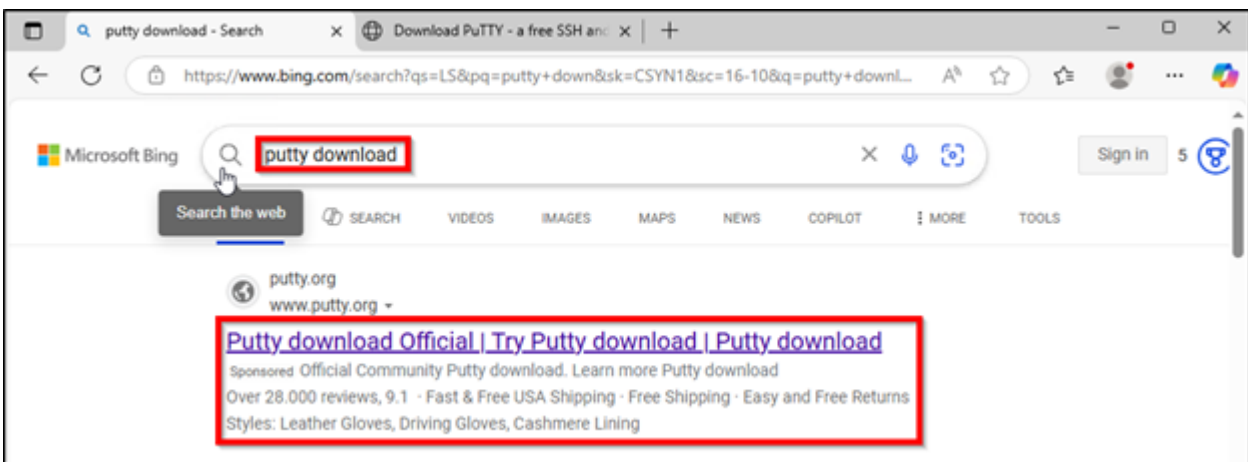 putty download - Search
Download PuTTY - a free SSH and
https://www.bing.com/search?qs=LS&pq=putty+down&sk=CSYN1&sc=16-10&q=putty+downl...
Microsoft Bing
putty download
Sign in
5
Search the web
SEARCH
VIDEOS
IMAGES
MAPS
NEWS
COPILOT
MORE
TOOLS
putty.org
www.putty.org
Putty download Official | Try Putty download | Putty download
Sponsored Official Community Putty download. Learn more Putty download
Over 28.000 reviews, 9.1 · Fast & Free USA Shipping · Free Shipping · Easy and Free Returns
Styles: Leather Gloves, Driving Gloves, Cashmere Lining